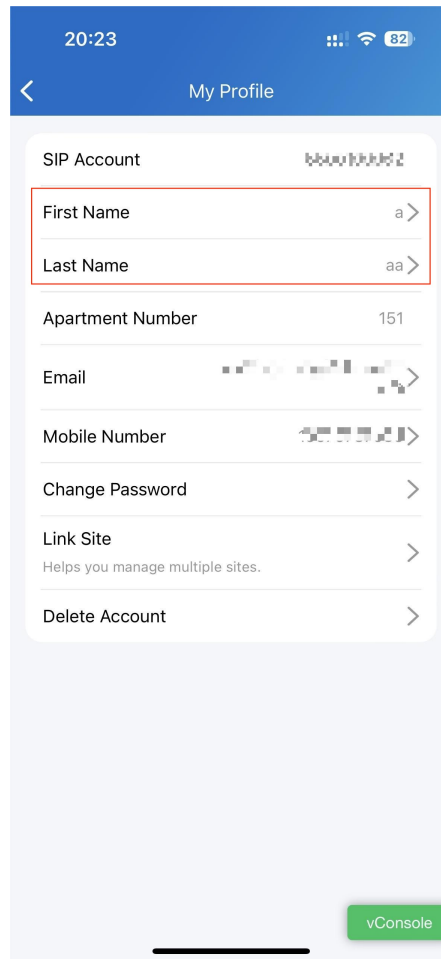 20:23
82
My Profile
SIP Account
First Name a
Last Name aa
Apartment Number 151
Email
Mobile Number
Change Password
Link Site
Helps you manage multiple sites.
Delete Account
vConsole